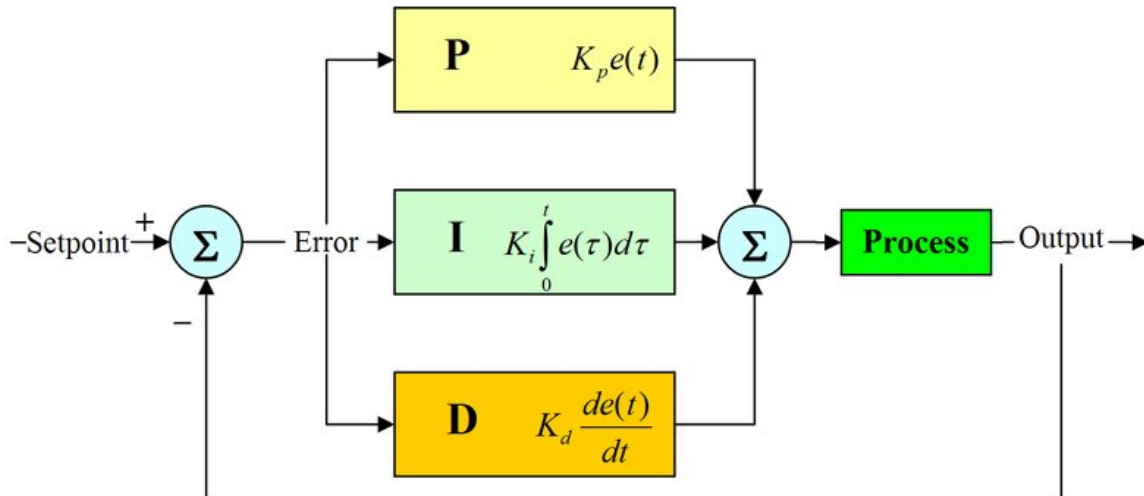 P K_p e(t)
+
Setpoint Σ Error I K_i ∫_0^t e(τ)dτ Σ Process Output
−
D K_d de(t)/dt